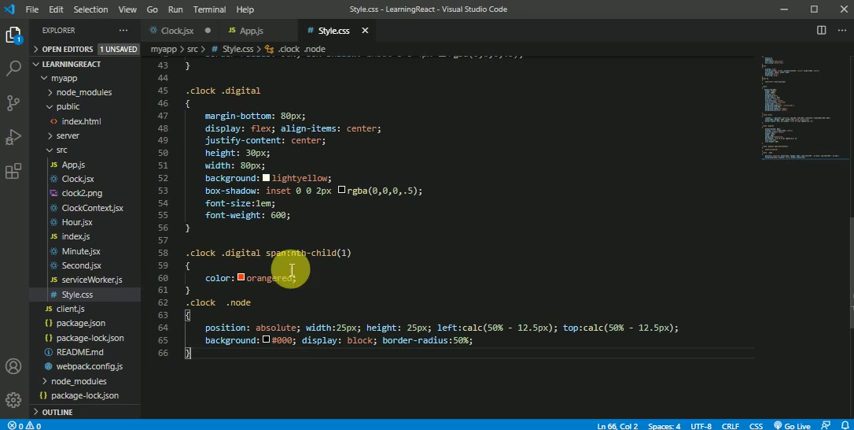 File Edit Selection View Go Run Terminal Help
Style.css - LearningReact - Visual Studio Code
EXPLORER
Clock.jsx
JS App.js
# Style.css
OPEN EDITORS 1 UNSAVED
myapp > src > # Style.css > .clock .node
LEARNINGREACT
myapp
node_modules
public
index.html
server
src
JS App.js
Clock.jsx
clock2.png
ClockContext.jsx
Hour.jsx
JS index.js
Minute.jsx
Second.jsx
JS serviceWorker.js
# Style.css
JS client.js
{} package.json
{} package-lock.json
README.md
webpack.config.js
node_modules
{} package-lock.json
OUTLINE
43 }
44
45 .clock .digital
46 {
47 margin-bottom: 80px;
48 display: flex; align-items: center;
49 justify-content: center;
50 height: 30px;
51 width: 80px;
52 background: lightyellow;
53 box-shadow: inset 0 0 2px rgba(0,0,0,.5);
54 font-size:1em;
55 font-weight: 600;
56 }
57
58 .clock .digital span:nth-child(1)
59 {
60 color: orangered;
61 }
62 .clock .node
63 {
64 position: absolute; width:25px; height: 25px; left:calc(50% - 12.5px); top:calc(50% - 12.5px);
65 background: #000; display: block; border-radius:50%;
66 }
0 0
Ln 66, Col 2 Spaces: 4 UTF-8 CRLF CSS Go Live